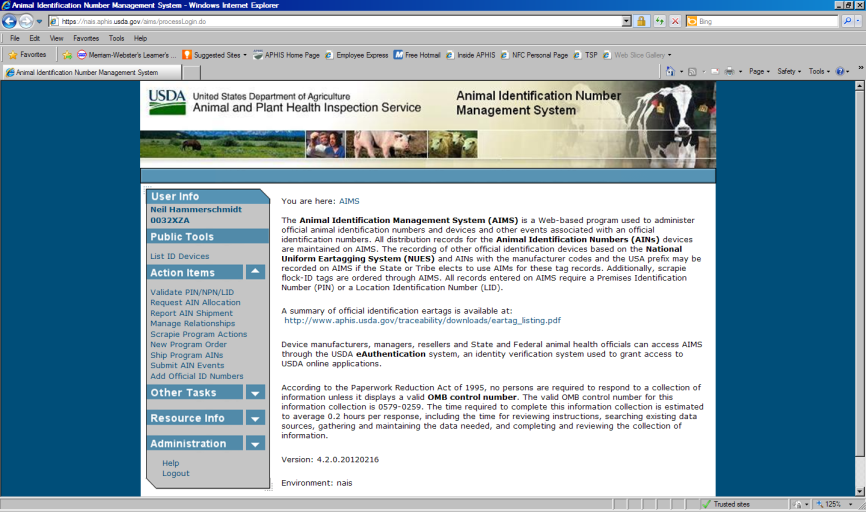 Animal Identification Number Management System - Windows Internet Explorer
https://nais.aphis.usda.gov/aims/processLogin.do
Bing
File Edit View Favorites Tools Help
Favorites Merriam-Webster's Learner's ... Suggested Sites APHIS Home Page Employee Express Free Hotmail Inside APHIS NFC Personal Page TSP Web Slice Gallery
Animal Identification Number Management System
Page Safety Tools
USDA United States Department of Agriculture
Animal and Plant Health Inspection Service
Animal Identification Number
Management System
User Info
Neil Hammerschmidt
0032XZA
Public Tools
List ID Devices
Action Items
Validate PIN/NPN/LID
Request AIN Allocation
Report AIN Shipment
Manage Relationships
Scrapie Program Actions
New Program Order
Ship Program AINs
Submit AIN Events
Add Official ID Numbers
Other Tasks
Resource Info
Administration
Help
Logout
You are here: AIMS
The Animal Identification Management System (AIMS) is a Web-based program used to administer
official animal identification numbers and devices and other events associated with an official
identification numbers. All distribution records for the Animal Identification Numbers (AINs) devices
are maintained on AIMS. The recording of other official identification devices based on the National
Uniform Eartagging System (NUES) and AINs with the manufacturer codes and the USA prefix may be
recorded on AIMS if the State or Tribe elects to use AIMs for these tag records. Additionally, scrapie
flock-ID tags are ordered through AIMS. All records entered on AIMS require a Premises Identification
Number (PIN) or a Location Identification Number (LID).
A summary of official identification eartags is available at:
http://www.aphis.usda.gov/traceability/downloads/eartag_listing.pdf
Device manufacturers, managers, resellers and State and Federal animal health officials can access AIMS
through the USDA eAuthentication system, an identity verification system used to grant access to
USDA online applications.
According to the Paperwork Reduction Act of 1995, no persons are required to respond to a collection of
information unless it displays a valid OMB control number. The valid OMB control number for this
information collection is 0579-0259. The time required to complete this information collection is estimated
to average 0.2 hours per response, including the time for reviewing instructions, searching existing data
sources, gathering and maintaining the data needed, and completing and reviewing the collection of
information.
Version: 4.2.0.20120216
Environment: nais
Trusted sites
125%